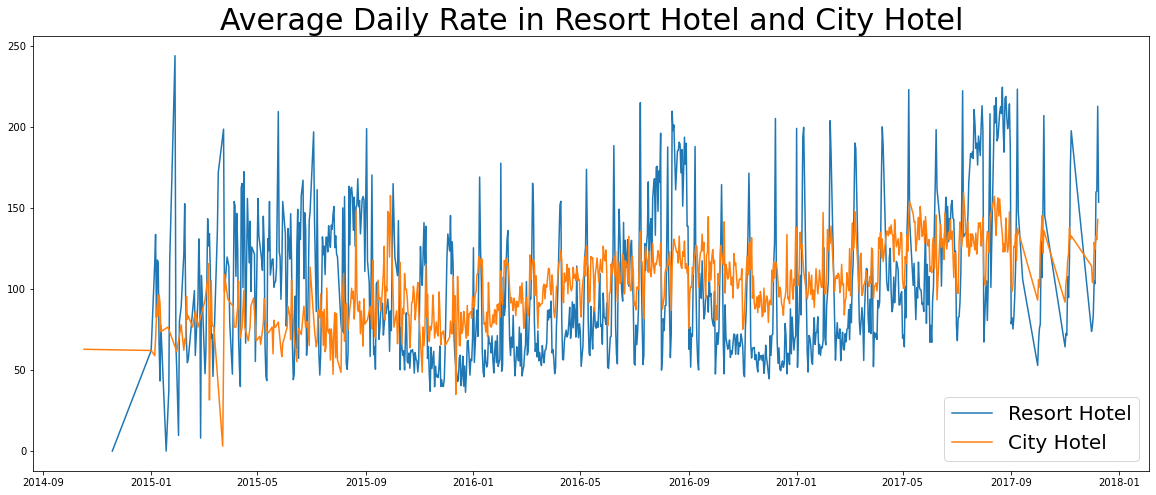 Average Daily Rate in Resort Hotel and City Hotel
250
200
150
100
50
0
Resort Hotel
City Hotel
2014-09 2015-01 2015-05 2015-09 2016-01 2016-05 2016-09 2017-01 2017-05 2017-09 2018-01